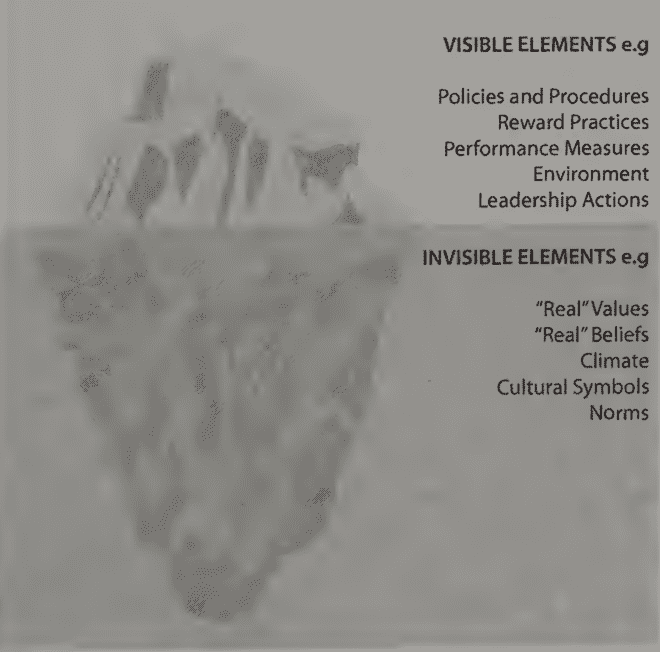 VISIBLE ELEMENTS e.g
Policies and Procedures
Reward Practices
Performance Measures
Environment
Leadership Actions
INVISIBLE ELEMENTS e.g
“Real” Values
“Real” Beliefs
Climate
Cultural Symbols
Norms